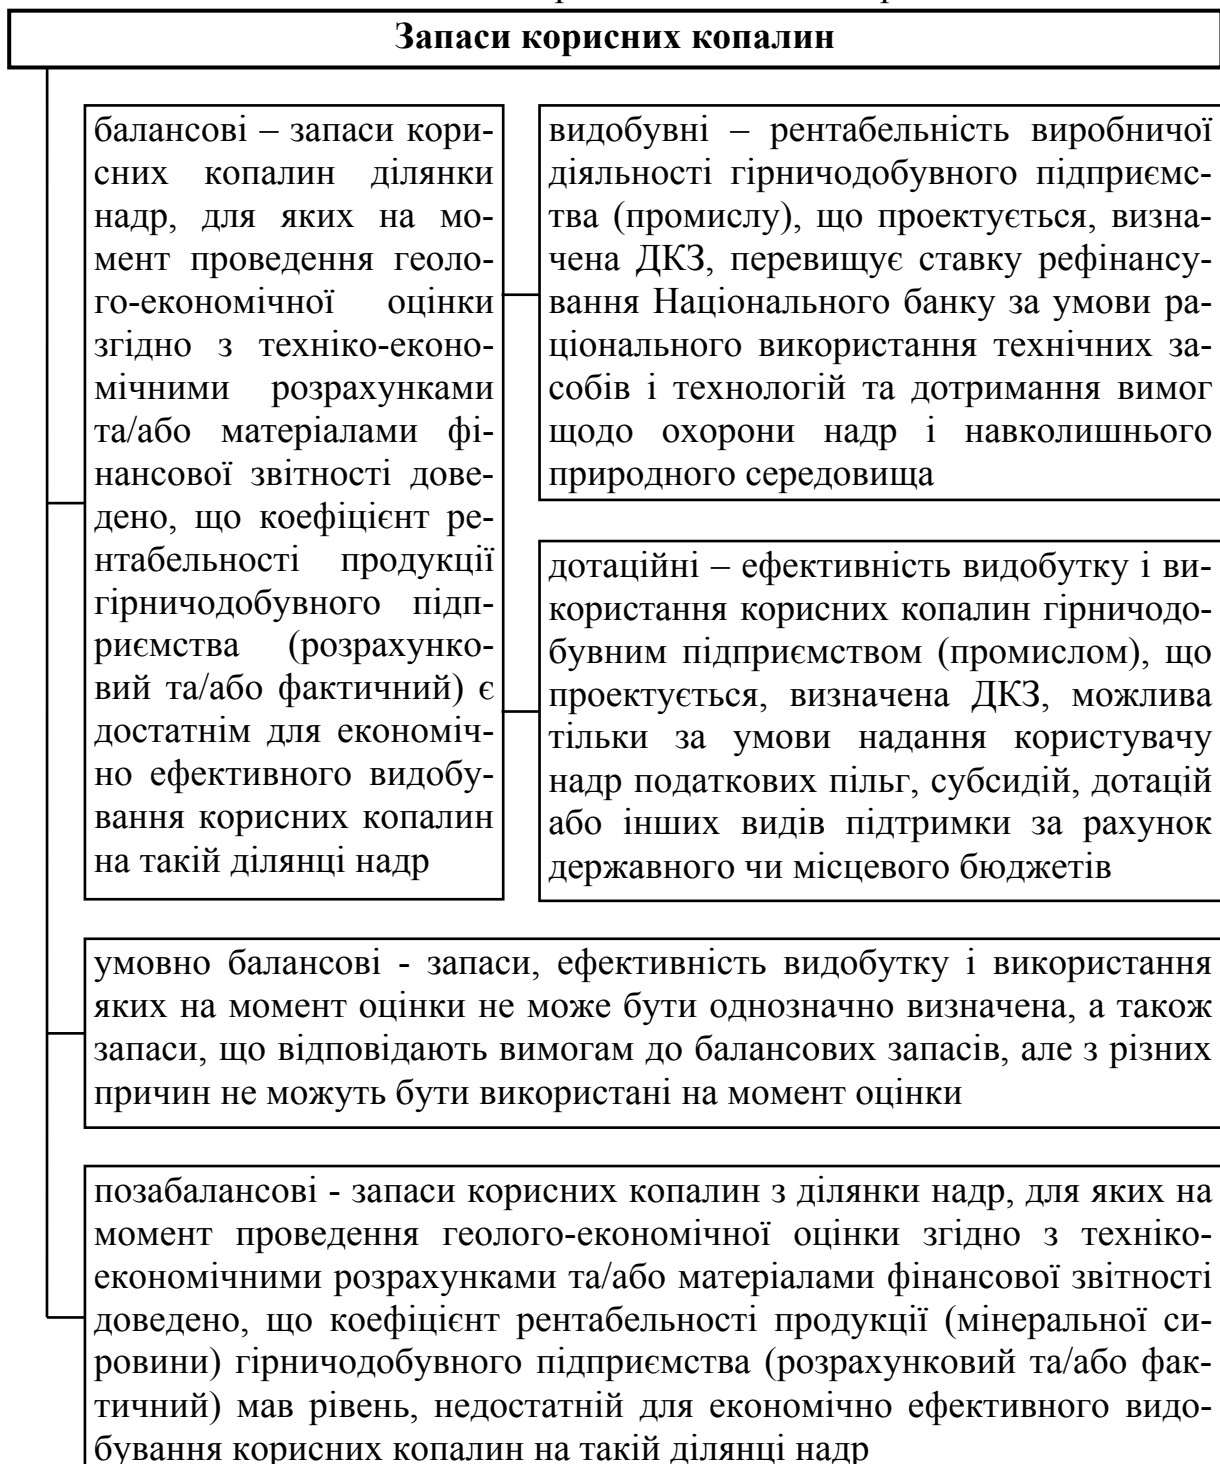 Запаси корисних копалин
балансові – запаси кори-
сних копалин ділянки
надр, для яких на мо-
мент проведення геоло-
го-економічної оцінки
згідно з техніко-еконо-
мічними розрахунками
та/або матеріалами фі-
нансової звітності дове-
дено, що коефіцієнт ре-
нтабельності продукції
гірничодобувного підп-
риємства (розрахунко-
вий та/або фактичний) є
достатнім для економіч-
но ефективного видобу-
вання корисних копалин
на такій ділянці надр
видобувні – рентабельність виробничої
діяльності гірничодобувного підприємс-
тва (промислу), що проектується, визна-
чена ДКЗ, перевищує ставку рефінансу-
вання Національного банку за умови ра-
ціонального використання технічних за-
собів і технологій та дотримання вимог
щодо охорони надр і навколишнього
природного середовища
дотаційні – ефективність видобутку і ви-
користання корисних копалин гірничодо-
бувним підприємством (промислом), що
проектується, визначена ДКЗ, можлива
тільки за умови надання користувачу
надр податкових пільг, субсидій, дотацій
або інших видів підтримки за рахунок
державного чи місцевого бюджетів
умовно балансові - запаси, ефективність видобутку і використання
яких на момент оцінки не може бути однозначно визначена, а також
запаси, що відповідають вимогам до балансових запасів, але з різних
причин не можуть бути використані на момент оцінки
позабалансові - запаси корисних копалин з ділянки надр, для яких на
момент проведення геолого-економічної оцінки згідно з техніко-
економічними розрахунками та/або матеріалами фінансової звітності
доведено, що коефіцієнт рентабельності продукції (мінеральної си-
ровини) гірничодобувного підприємства (розрахунковий та/або фак-
тичний) мав рівень, недостатній для економічно ефективного видо-
бування корисних копалин на такій ділянці надр